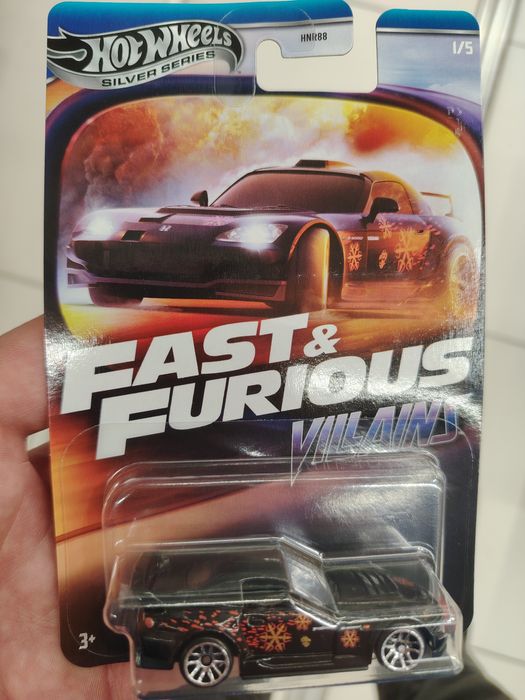 HOT WHEELS
SILVER SERIES
HNR88
1/5
FAST &
FURIOUS
VILLAINS
3+